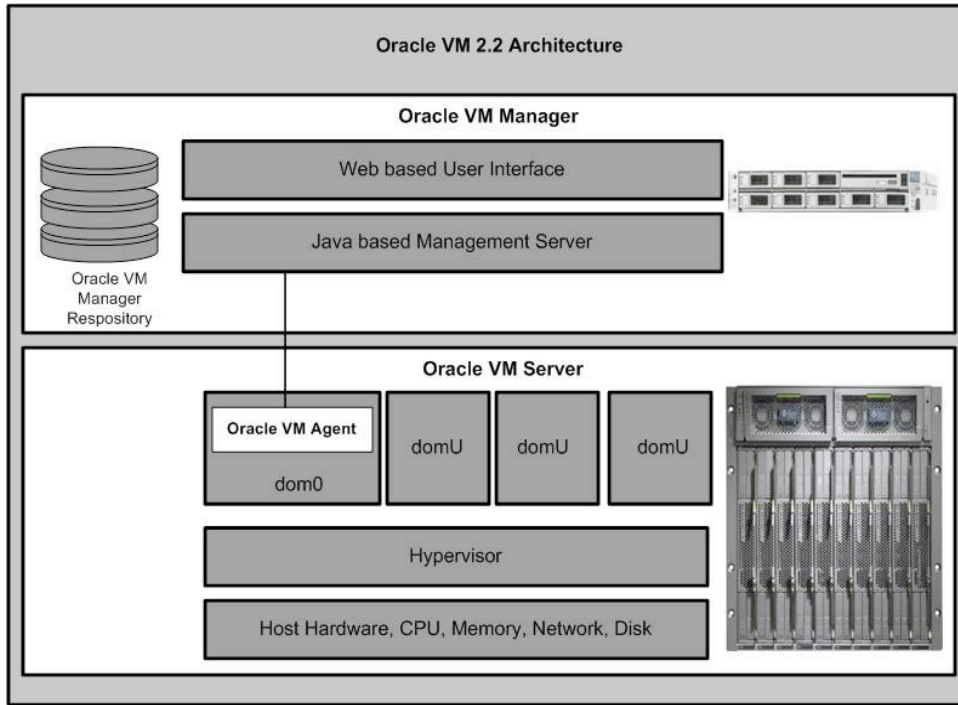 Oracle VM 2.2 Architecture
Oracle VM Manager
Web based User Interface
Java based Management Server
Oracle VM
Manager
Respository
Oracle VM Server
Oracle VM Agent
dom0
domU
domU
domU
Hypervisor
Host Hardware, CPU, Memory, Network, Disk